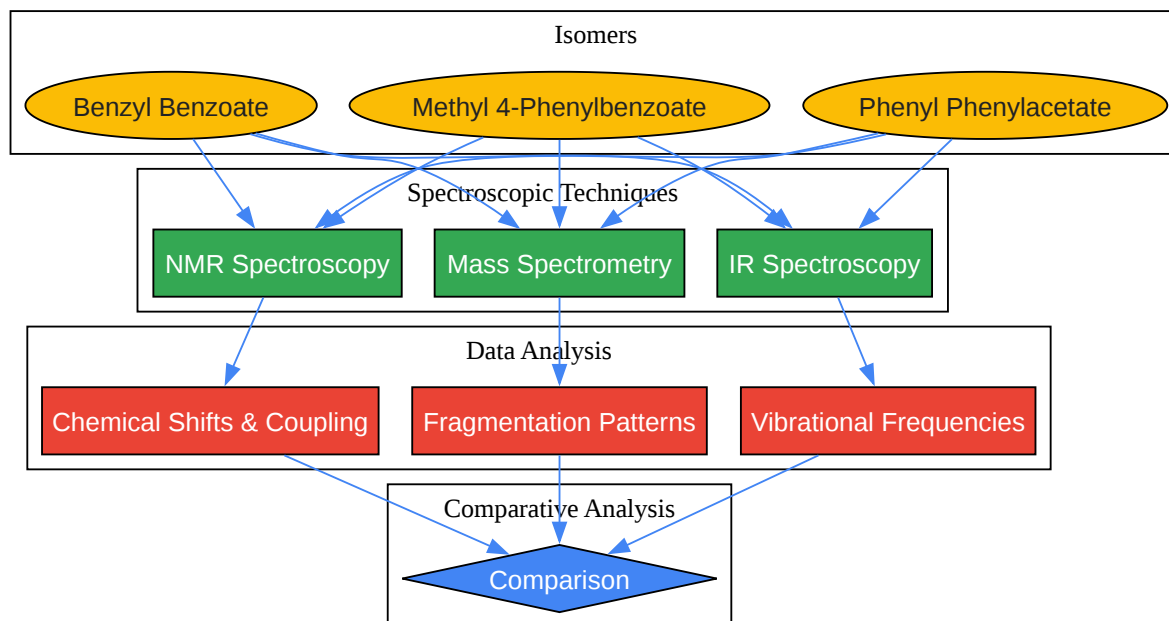 Isomers
Benzyl Benzoate
Methyl 4-Phenylbenzoate
Phenyl Phenylacetate
Spectroscopic Techniques
NMR Spectroscopy
Mass Spectrometry
IR Spectroscopy
Data Analysis
Chemical Shifts & Coupling
Fragmentation Patterns
Vibrational Frequencies
Comparative Analysis
Comparison